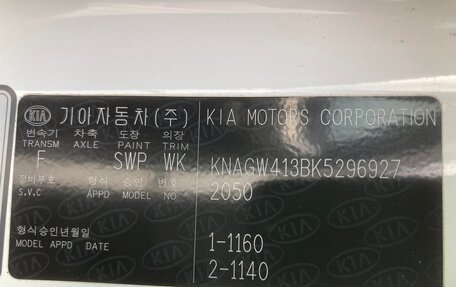 KIA 기아자동차(주) KIA MOTORS CORPORATION
변속기 차축 도장 의장
TRANSM AXLE PAINT TRIM
F SWP WK KNAGW413BK5296927
정비부호 형식 승인 번호 2050
S.V.C APPD MODEL NO
형식승인년월일 1-1160
MODEL APPD DATE
2-1140